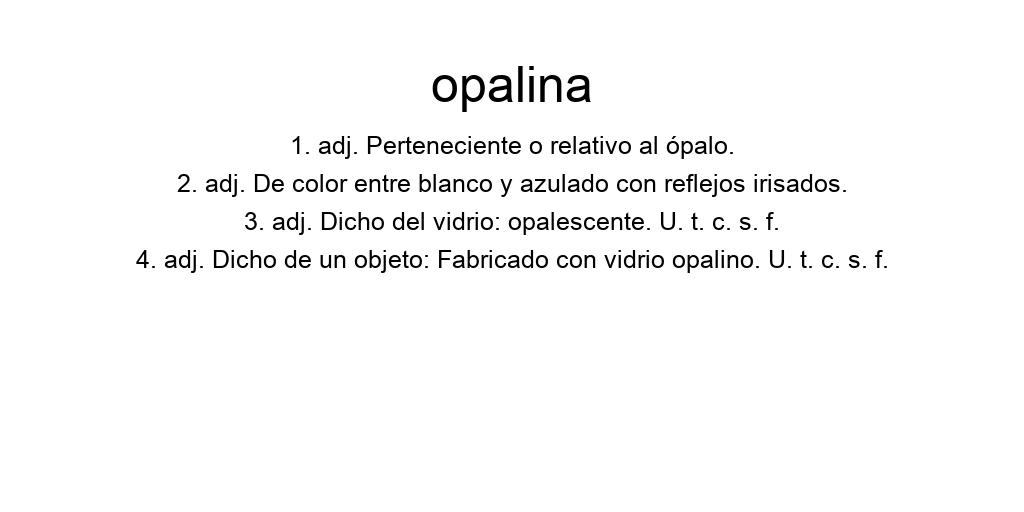 opalina
1. adj. Perteneciente o relativo al ópalo.
2. adj. De color entre blanco y azulado con reflejos irisados.
3. adj. Dicho del vidrio: opalescente. U. t. c. s. f.
4. adj. Dicho de un objeto: Fabricado con vidrio opalino. U. t. c. s. f.